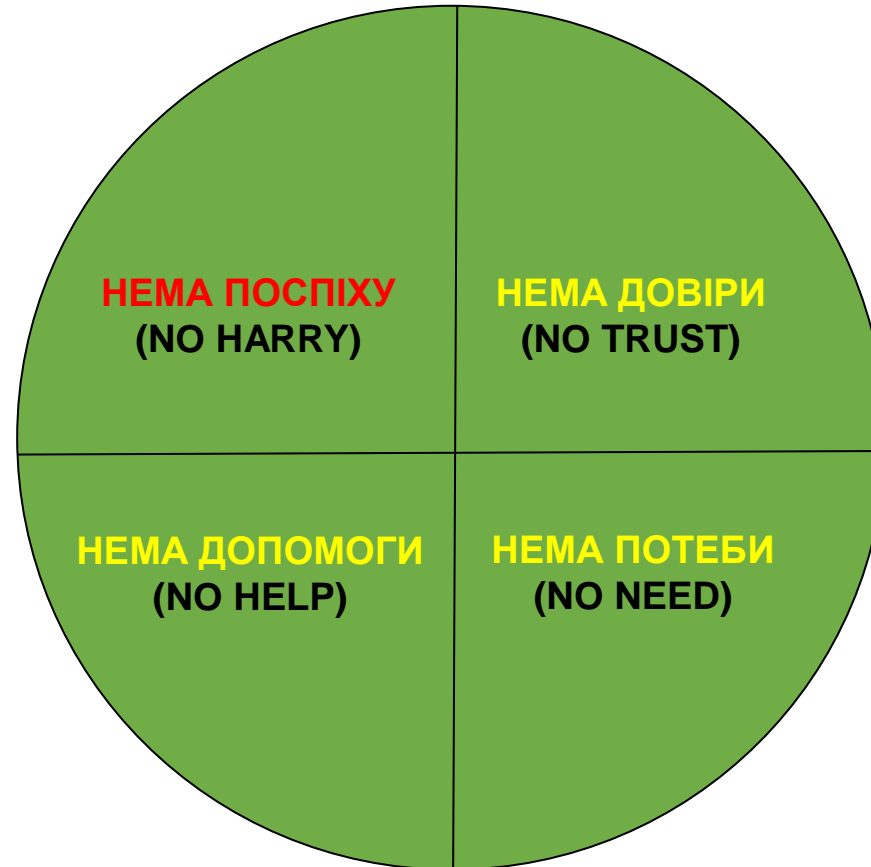 НЕМА ПОСПІХУ
(NO HARRY)
НЕМА ДОВІРИ
(NO TRUST)
НЕМА ДОПОМОГИ
(NO HELP)
НЕМА ПОТЕБИ
(NO NEED)